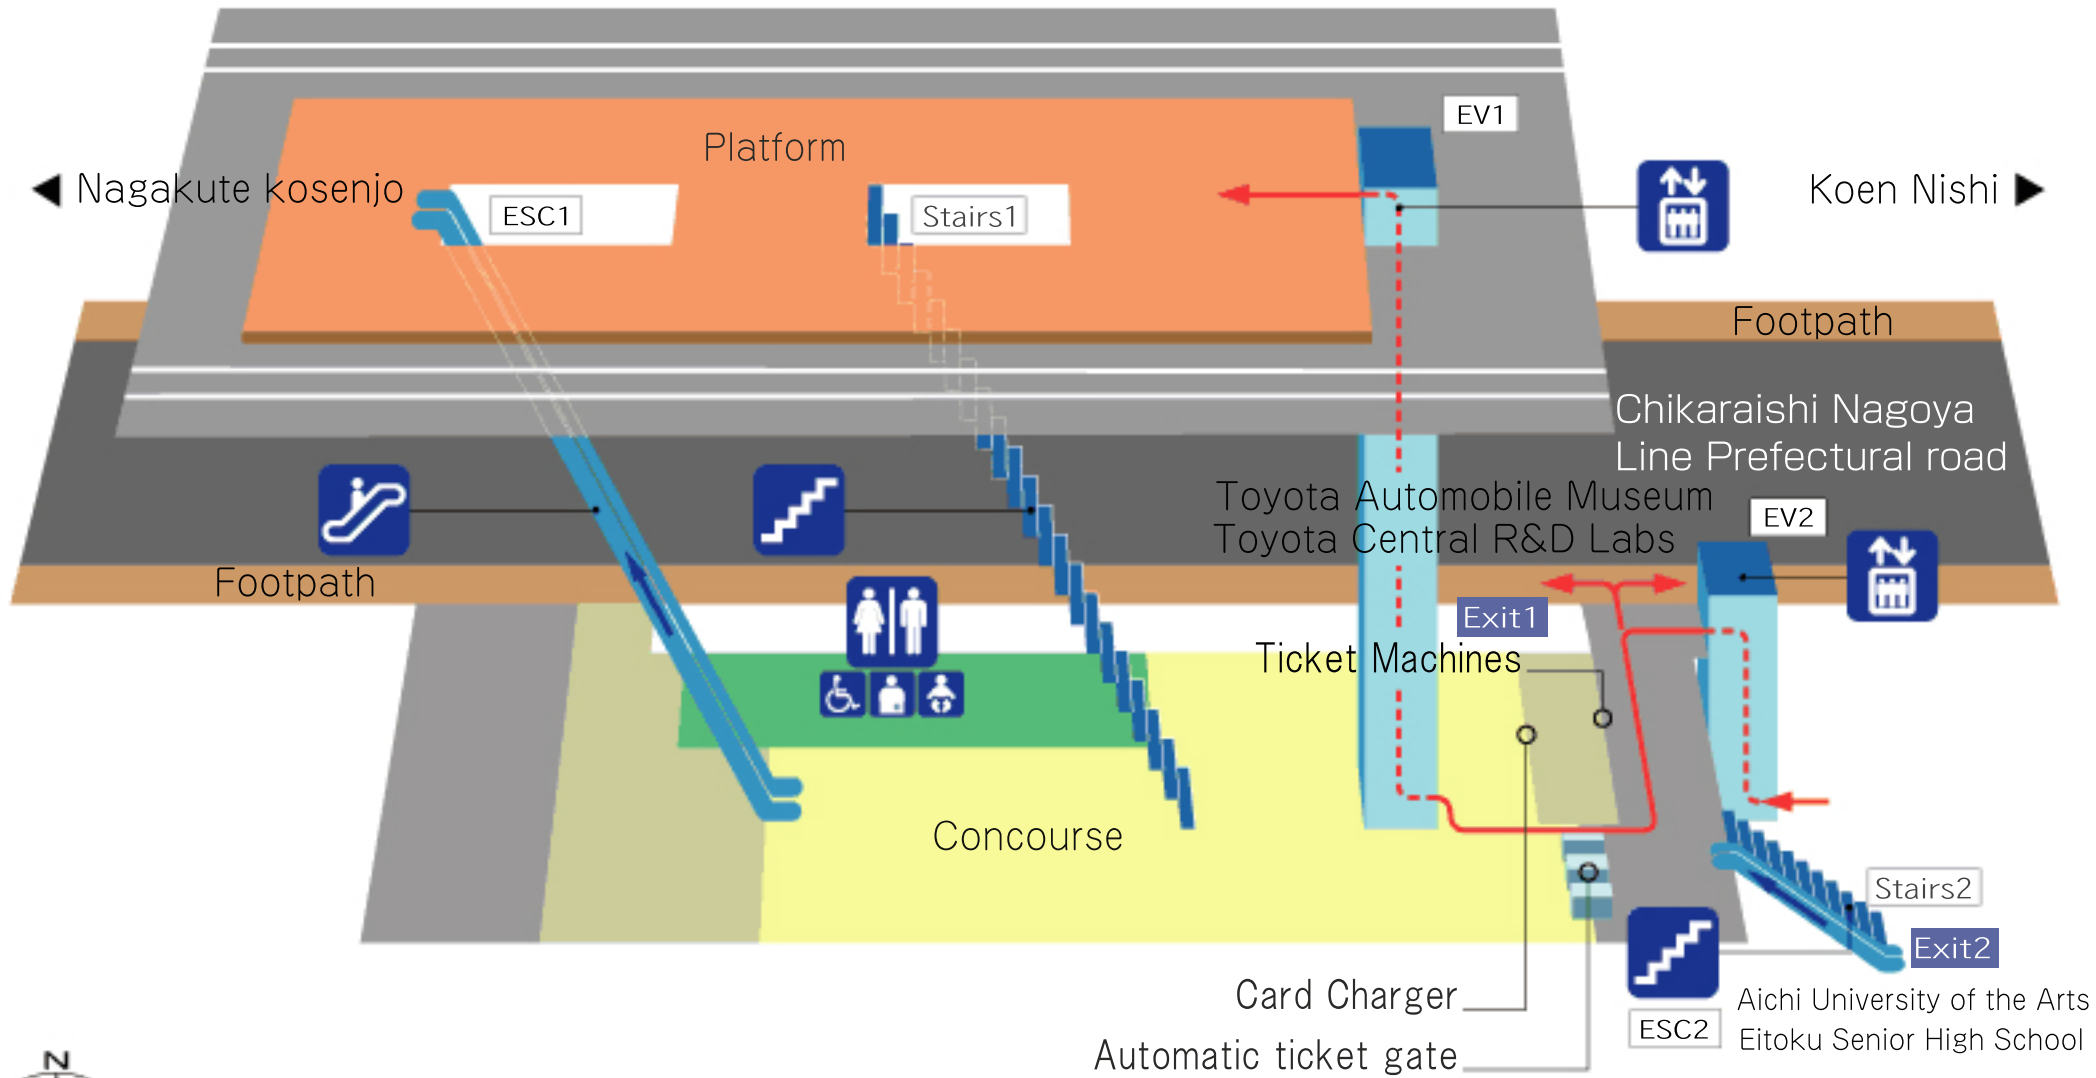 EV1
Platform
Nagakute kosenjo
Koen Nishi
ESC1
Stairs1
Footpath
Chikaraishi Nagoya
Line Prefectural road
Toyota Automobile Museum
Toyota Central R&D Labs
EV2
Footpath
Exit1
Ticket Machines
Concourse
Stairs2
Exit2
Card Charger
Aichi University of the Arts
ESC2
Eitoku Senior High School
Automatic ticket gate
N